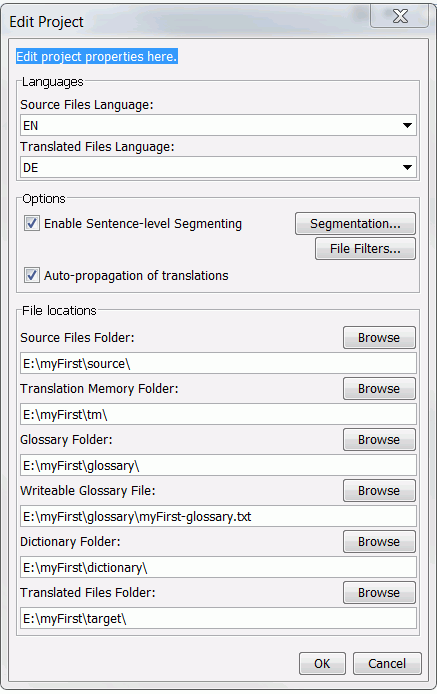 Edit Project
Edit project properties here.
Languages
Source Files Language:
EN
Translated Files Language:
DE
Options
Enable Sentence-level Segmenting
Segmentation...
File Filters...
Auto-propagation of translations
File locations
Source Files Folder:
Browse
E:\myFirst\source\
Translation Memory Folder:
Browse
E:\myFirst\tm\
Glossary Folder:
Browse
E:\myFirst\glossary\
Writeable Glossary File:
Browse
E:\myFirst\glossary\myFirst-glossary.txt
Dictionary Folder:
Browse
E:\myFirst\dictionary\
Translated Files Folder:
Browse
E:\myFirst\target\
OK
Cancel